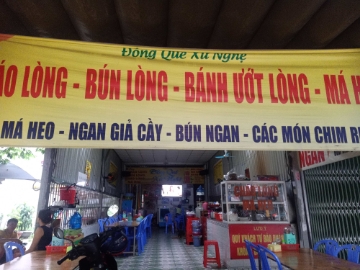 Đồng Quê Xứ Nghệ
ÁO LÒNG - BÚN LÒNG - BÁNH ƯỚT LÒNG - MÁ
MÁ HEO - NGAN GIẢ CẦY - BÚN NGAN - CÁC MÓN CHIM
NGAN